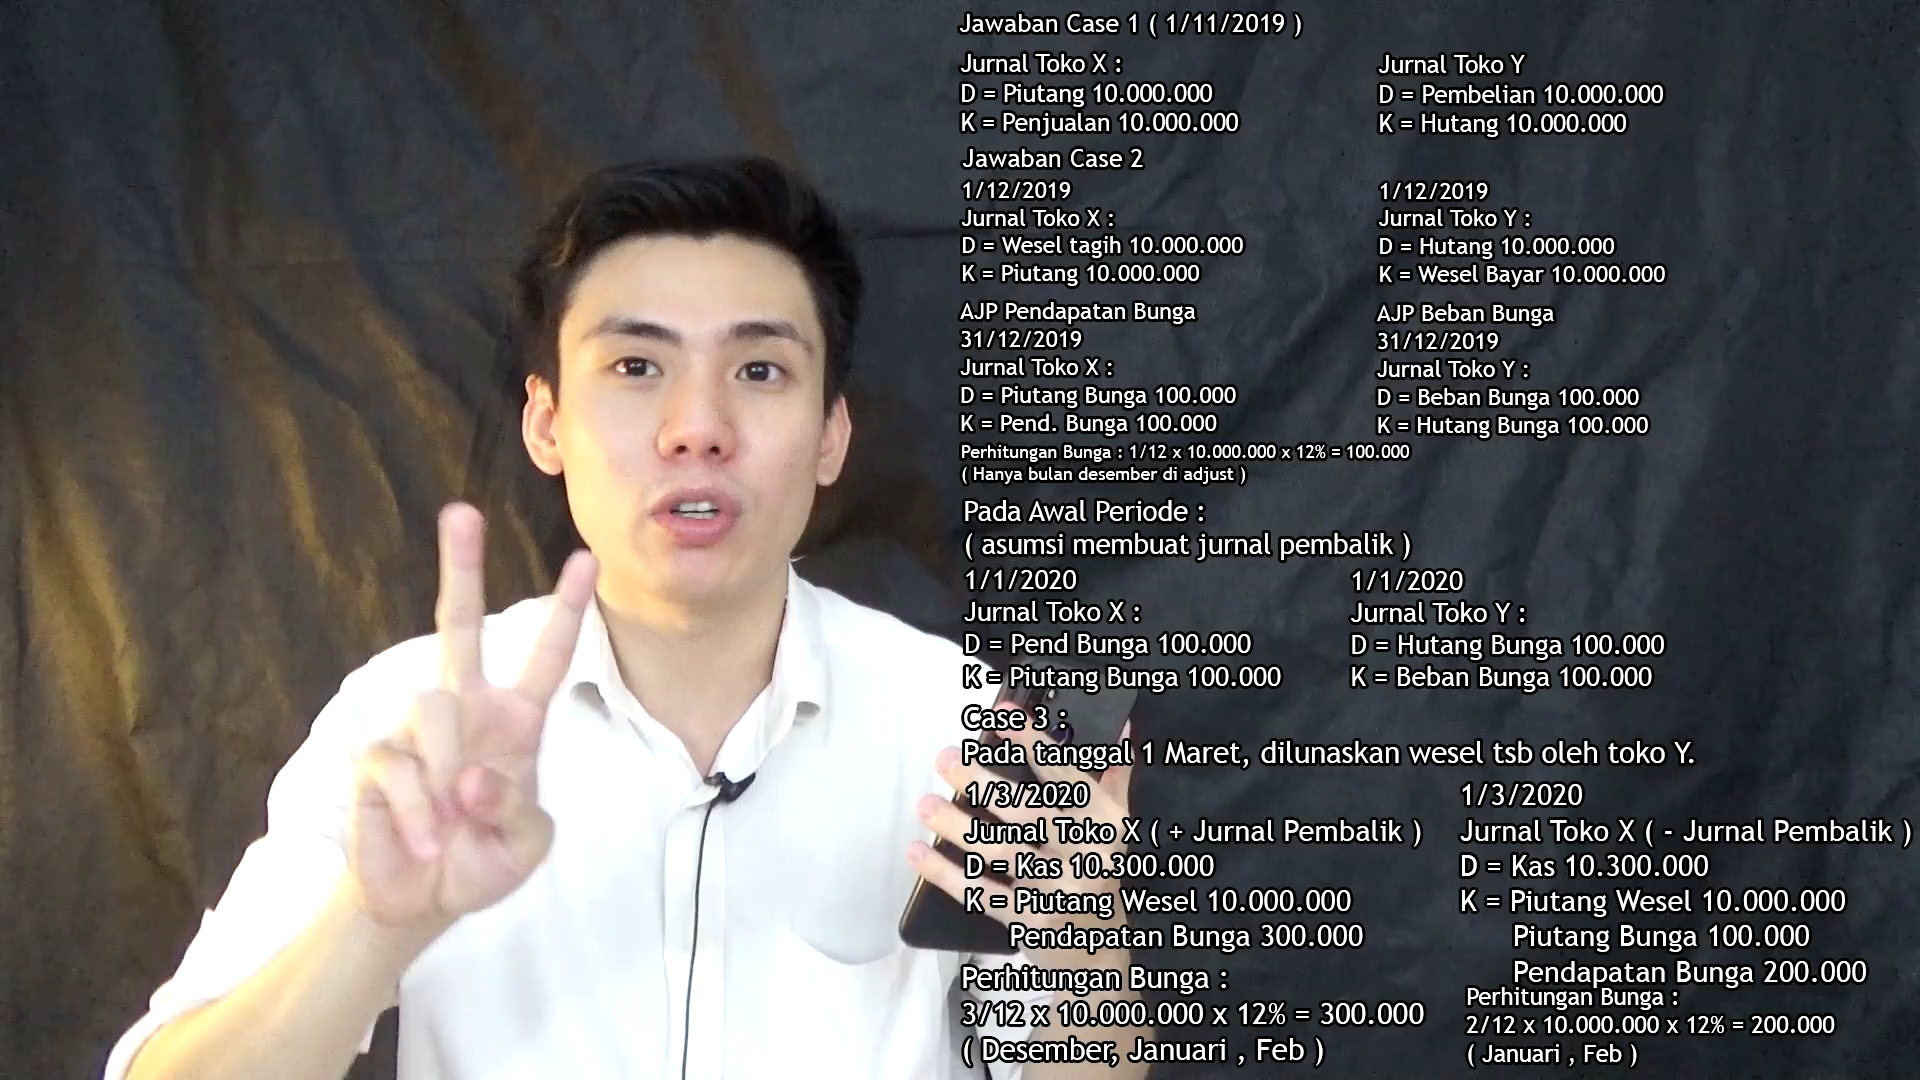 Jawaban Case 1 ( 1/11/2019 )
Jurnal Toko X :
D = Piutang 10.000.000
K = Penjualan 10.000.000
Jurnal Toko Y
D = Pembelian 10.000.000
K = Hutang 10.000.000
Jawaban Case 2
1/12/2019
Jurnal Toko X :
D = Wesel tagih 10.000.000
K = Piutang 10.000.000
1/12/2019
Jurnal Toko Y :
D = Hutang 10.000.000
K = Wesel Bayar 10.000.000
AJP Pendapatan Bunga
31/12/2019
Jurnal Toko X :
D = Piutang Bunga 100.000
K = Pend. Bunga 100.000
AJP Beban Bunga
31/12/2019
Jurnal Toko Y :
D = Beban Bunga 100.000
K = Hutang Bunga 100.000
Perhitungan Bunga : 1/12 x 10.000.000 x 12% = 100.000
( Hanya bulan desember di adjust )
Pada Awal Periode :
( asumsi membuat jurnal pembalik )
1/1/2020
Jurnal Toko X :
D = Pend Bunga 100.000
K = Piutang Bunga 100.000
1/1/2020
Jurnal Toko Y :
D = Hutang Bunga 100.000
K = Beban Bunga 100.000
Case 3 :
Pada tanggal 1 Maret, dilunaskan wesel tsb oleh toko Y.
1/3/2020
Jurnal Toko X ( + Jurnal Pembalik )
D = Kas 10.300.000
K = Piutang Wesel 10.000.000
Pendapatan Bunga 300.000
Perhitungan Bunga :
3/12 x 10.000.000 x 12% = 300.000
( Desember, Januari , Feb )
1/3/2020
Jurnal Toko X ( - Jurnal Pembalik )
D = Kas 10.300.000
K = Piutang Wesel 10.000.000
Piutang Bunga 100.000
Pendapatan Bunga 200.000
Perhitungan Bunga :
2/12 x 10.000.000 x 12% = 200.000
( Januari , Feb )